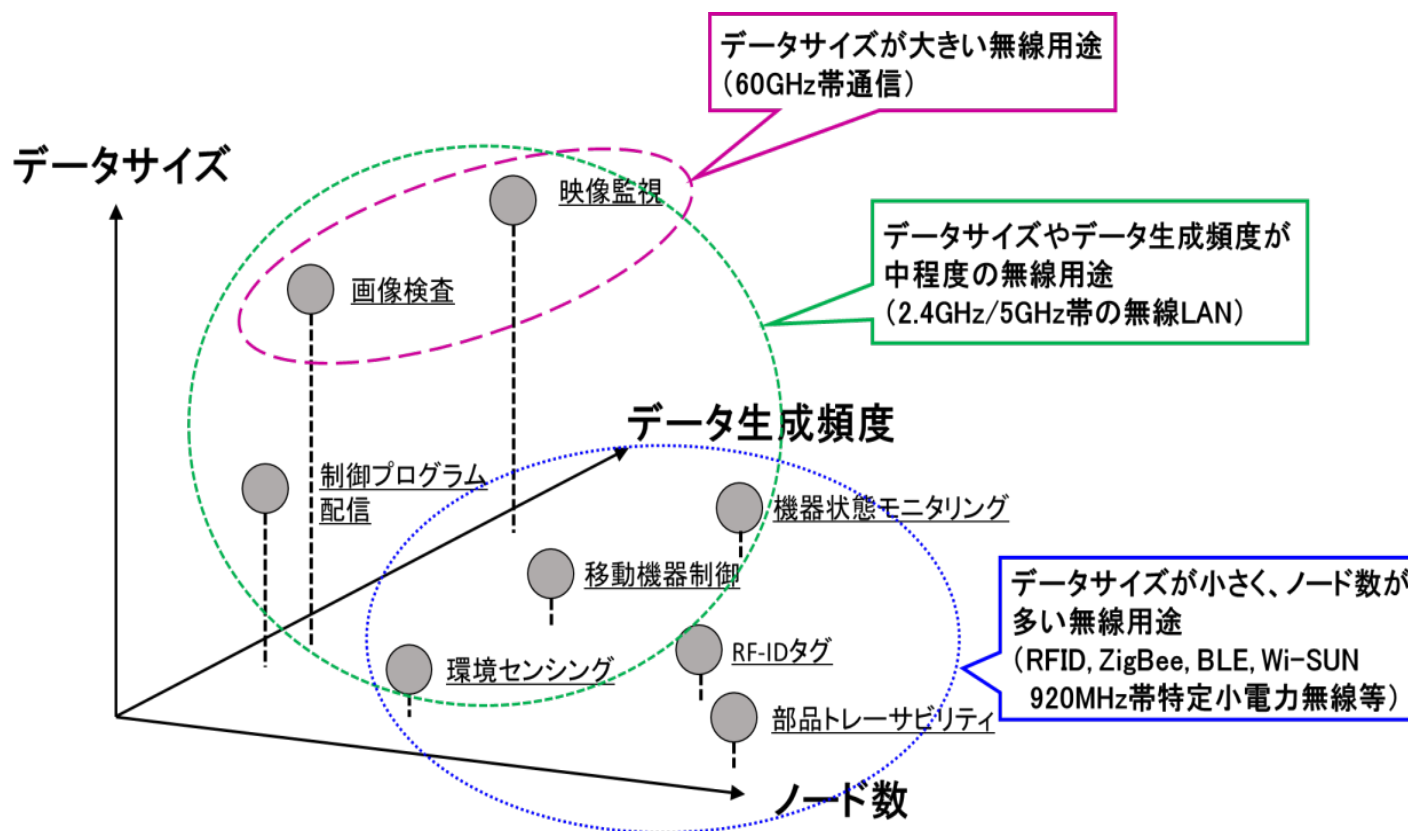 データサイズが大きい無線用途
（60GHz帯通信）
データサイズ
映像監視
データサイズやデータ生成頻度が
中程度の無線用途
（2.4GHz/5GHz帯の無線LAN）
画像検査
データ生成頻度
制御プログラム
配信
機器状態モニタリング
移動機器制御
データサイズが小さく、ノード数が
多い無線用途
（RFID, ZigBee, BLE, Wi-SUN
920MHz帯特定小電力無線等）
RF-IDタグ
環境センシング
部品トレーサビリティ
ノード数